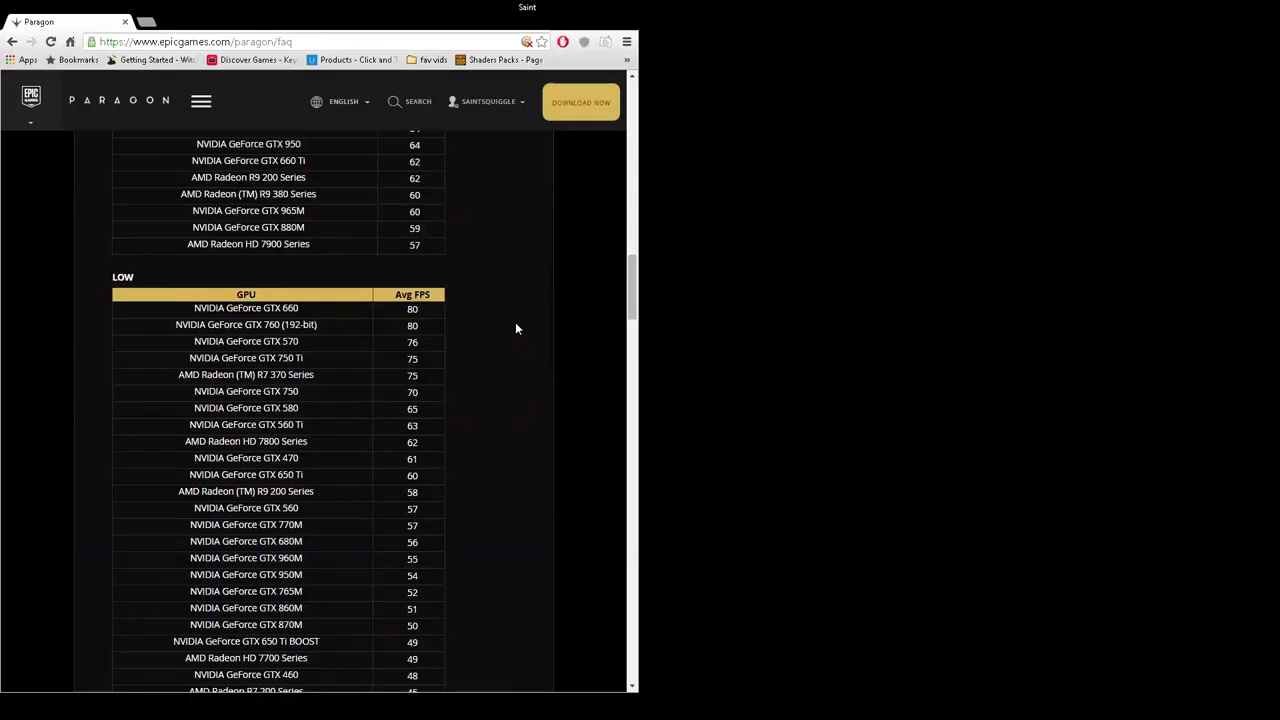 Saint
Paragon
https://www.epicgames.com/paragon/faq
Apps Bookmarks Getting Started - Witc Discover Games - Key Products - Click and T fav vids Shaders Packs - Page »
EPIC GAMES PARAGON ENGLISH SEARCH SAINTSQUIGGLE DOWNLOAD NOW
NVIDIA GeForce GTX 950 64
NVIDIA GeForce GTX 660 Ti 62
AMD Radeon R9 200 Series 62
AMD Radeon (TM) R9 380 Series 60
NVIDIA GeForce GTX 965M 60
NVIDIA GeForce GTX 880M 59
AMD Radeon HD 7900 Series 57
LOW
GPU Avg FPS
NVIDIA GeForce GTX 660 80
NVIDIA GeForce GTX 760 (192-bit) 80
NVIDIA GeForce GTX 570 76
NVIDIA GeForce GTX 750 Ti 75
AMD Radeon (TM) R7 370 Series 75
NVIDIA GeForce GTX 750 70
NVIDIA GeForce GTX 580 65
NVIDIA GeForce GTX 560 Ti 63
AMD Radeon HD 7800 Series 62
NVIDIA GeForce GTX 470 61
NVIDIA GeForce GTX 650 Ti 60
AMD Radeon (TM) R9 200 Series 58
NVIDIA GeForce GTX 560 57
NVIDIA GeForce GTX 770M 57
NVIDIA GeForce GTX 680M 56
NVIDIA GeForce GTX 960M 55
NVIDIA GeForce GTX 950M 54
NVIDIA GeForce GTX 765M 52
NVIDIA GeForce GTX 860M 51
NVIDIA GeForce GTX 870M 50
NVIDIA GeForce GTX 650 Ti BOOST 49
AMD Radeon HD 7700 Series 49
NVIDIA GeForce GTX 460 48
AMD Radeon R7 200 Series 45